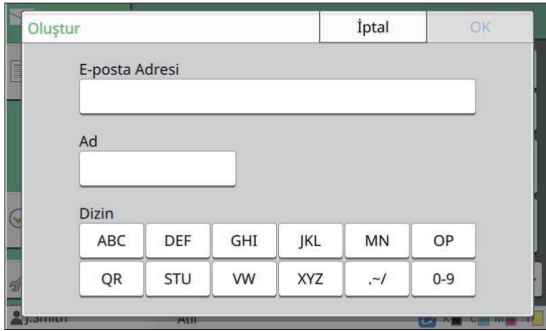 Oluştur
İptal
OK
E-posta Adresi
Ad
Dizin
ABC DEF GHI JKL MN OP
QR STU VW XYZ .~/ 0-9